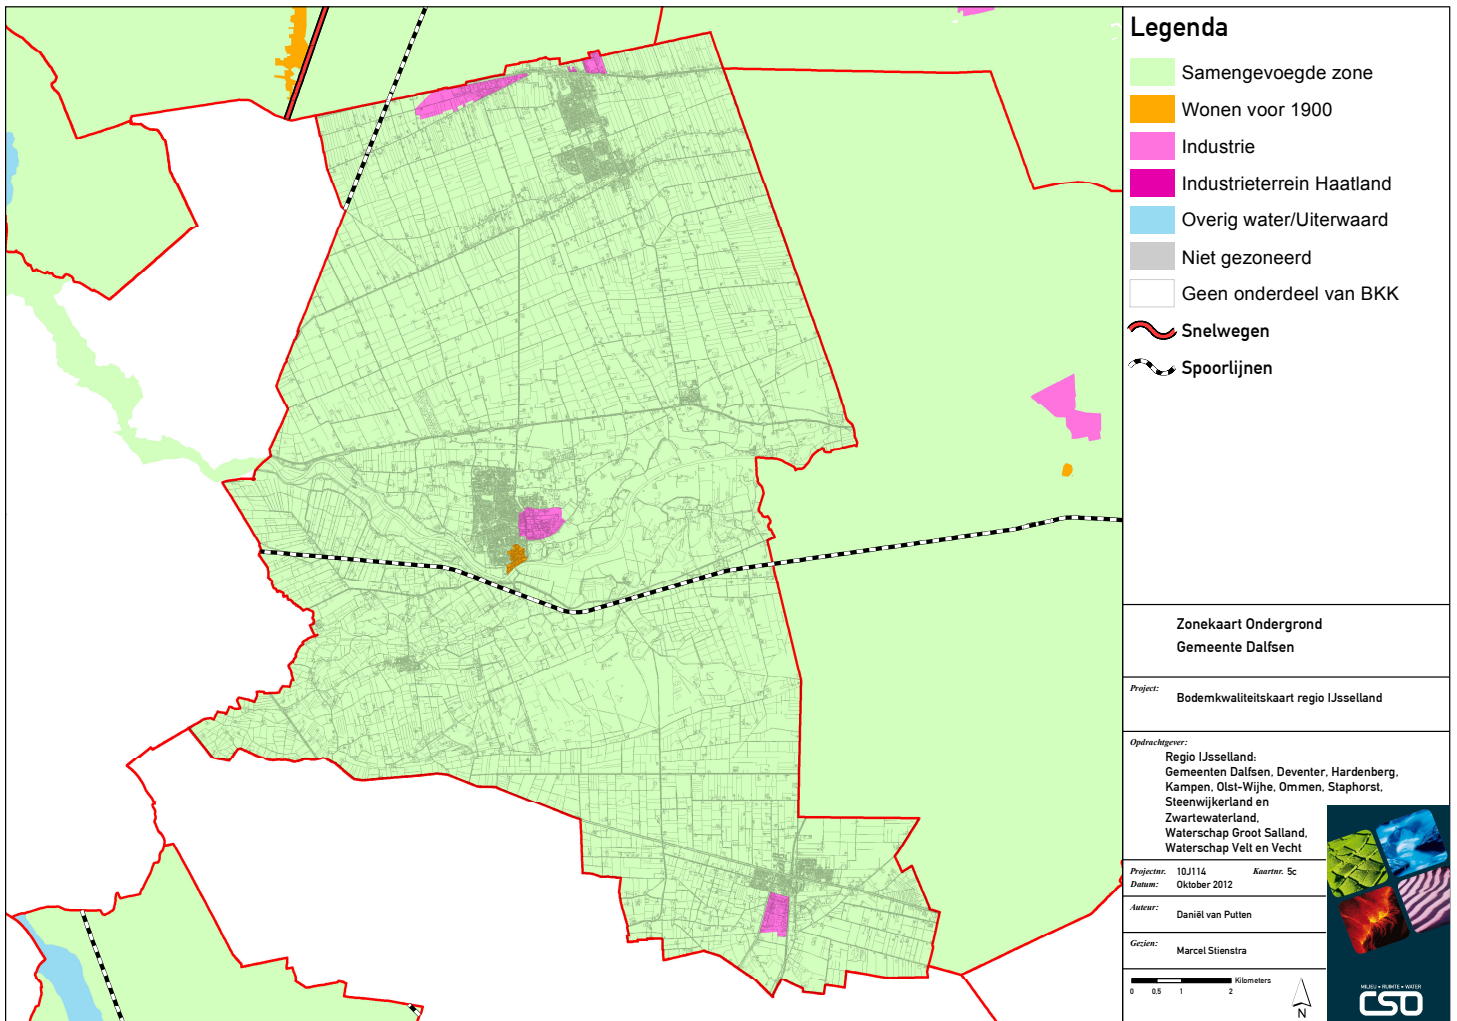 Legenda
Samengevoegde zone
Wonen voor 1900
Industrie
Industrieterrein Haatland
Overig water/Uiterwaard
Niet gezoneerd
Geen onderdeel van BKK
Snelwegen
Spoorlijnen
Zonekaart Ondergrond
Gemeente Dalfsen
Project: Bodemkwaliteitskaart regio IJsselland
Opdrachtgever:
Regio IJsselland:
Gemeenten Dalfsen, Deventer, Hardenberg,
Kampen, Olst-Wijhe, Ommen, Staphorst,
Steenwijkerland en
Zwartewaterland,
Waterschap Groot Salland,
Waterschap Velt en Vecht
Projectnr. 10J114 Kaartnr. 5c
Datum: Oktober 2012
Auteur: Daniël van Putten
Gezien: Marcel Stienstra
Kilometers
0 0,5 1 2
N
MILIEU • RUIMTE • WATER
CSO